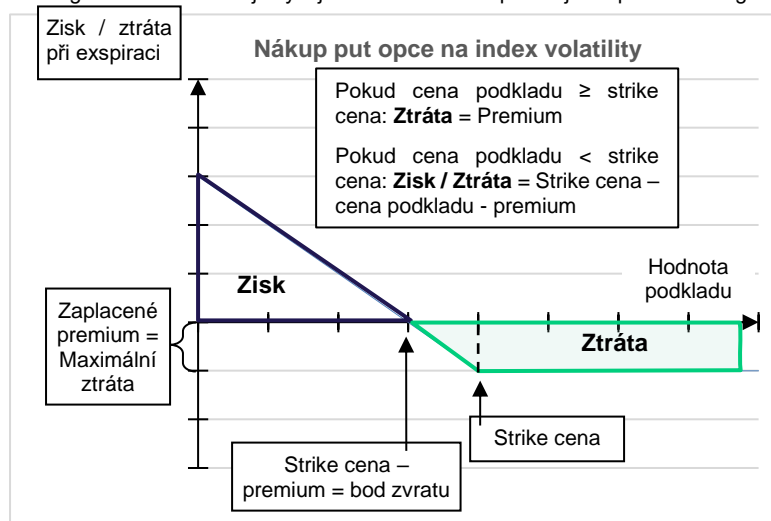 Zisk / ztráta
při exspiraci
Nákup put opce na index volatility
Pokud cena podkladu ≥ strike
cena: Ztráta = Premium
Pokud cena podkladu < strike
cena: Zisk / Ztráta = Strike cena –
cena podkladu - premium
Zisk
Hodnota
podkladu
Zaplacené
premium =
Maximální
ztráta
Ztráta
Strike cena
Strike cena –
premium = bod zvratu